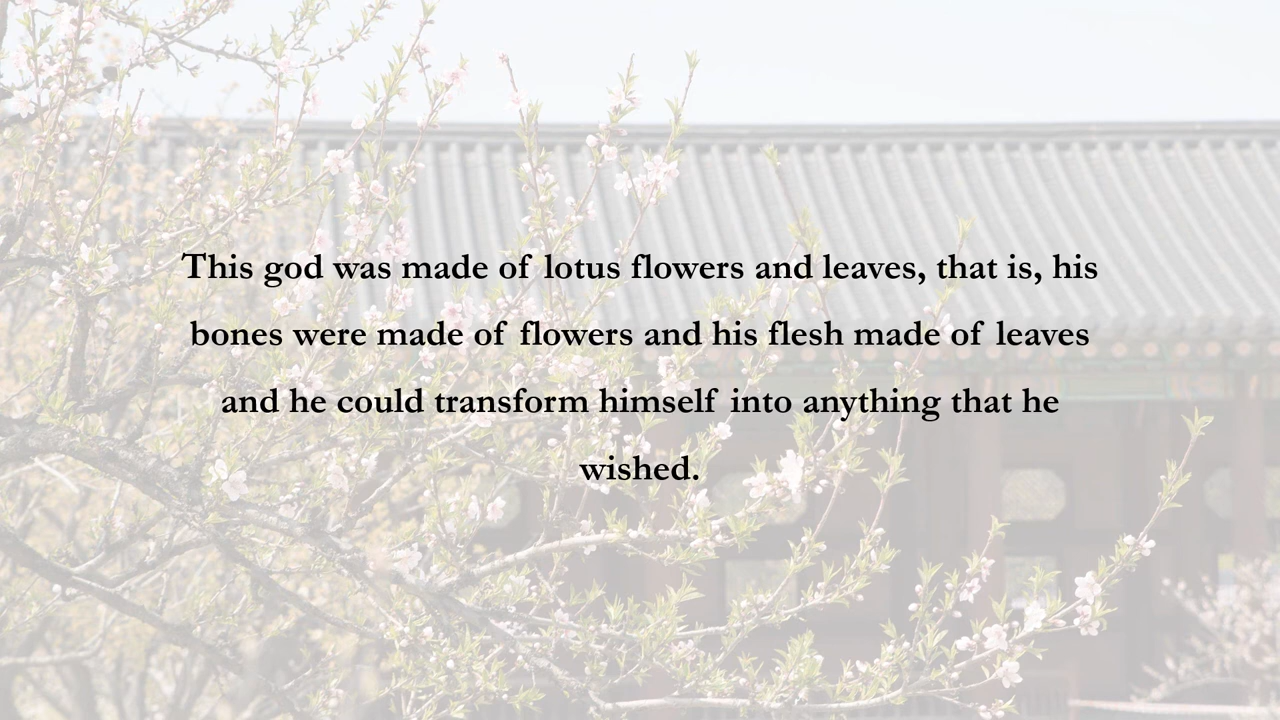 This god was made of lotus flowers and leaves, that is, his
bones were made of flowers and his flesh made of leaves
and he could transform himself into anything that he
wished.